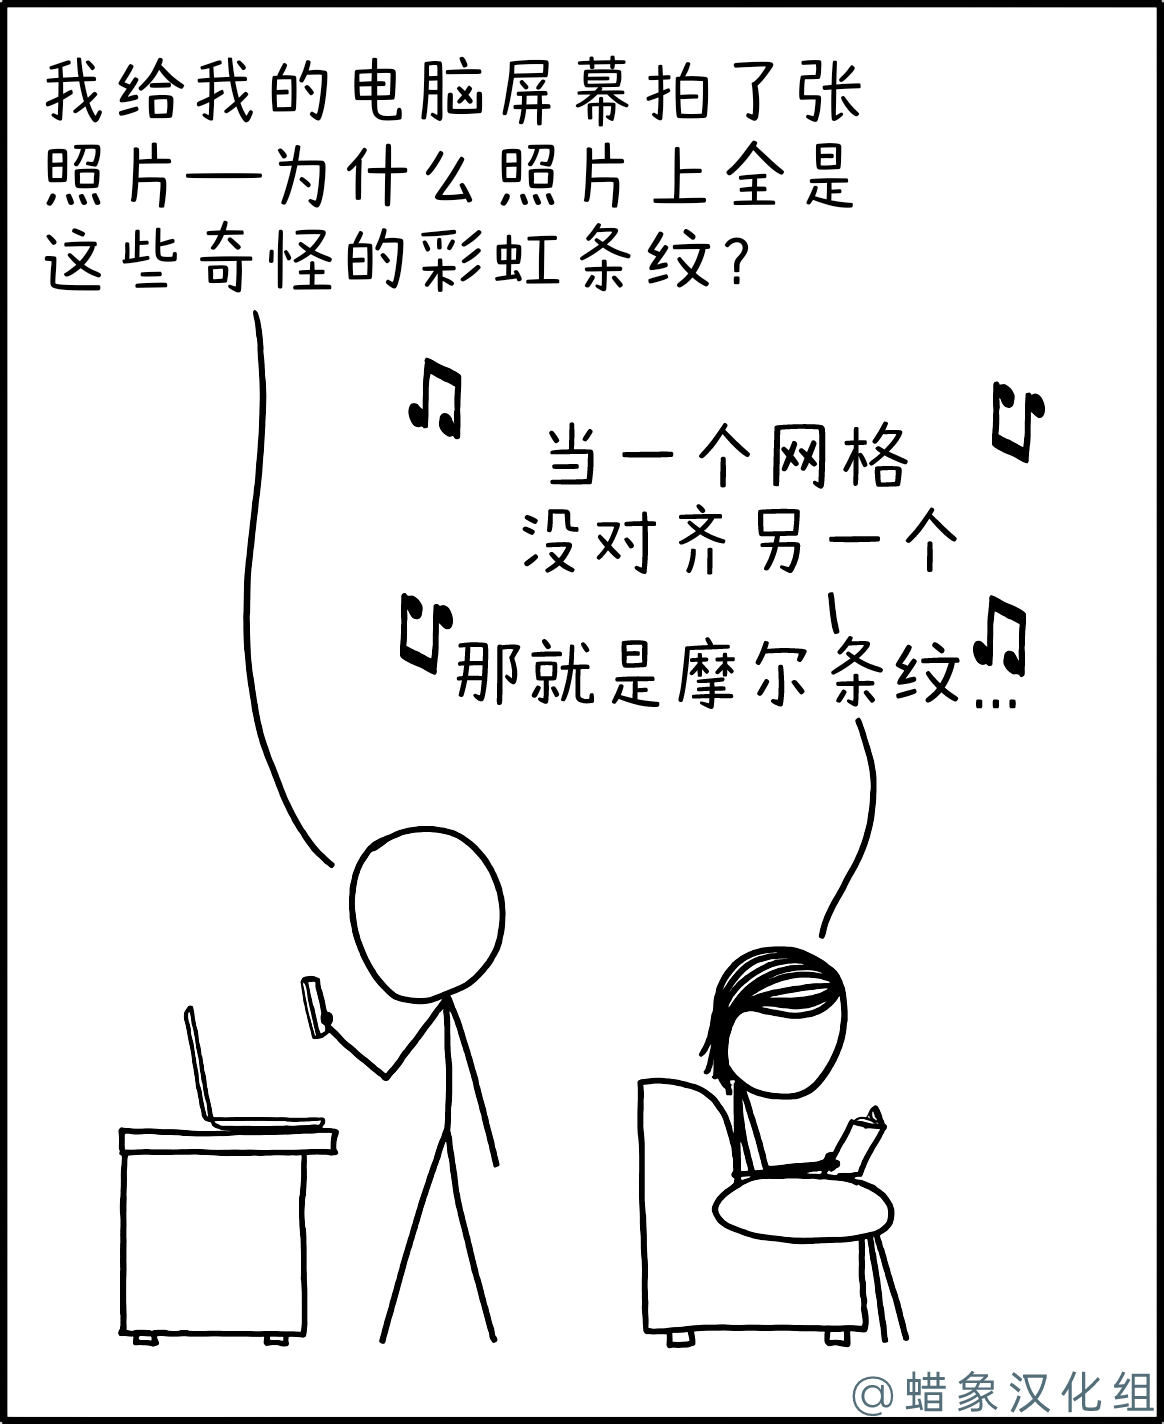 我给我的电脑屏幕拍了张
照片—为什么照片上全是
这些奇怪的彩虹条纹?
当一个网格
没对齐另一个
那就是摩尔条纹...
@蜡象汉化组